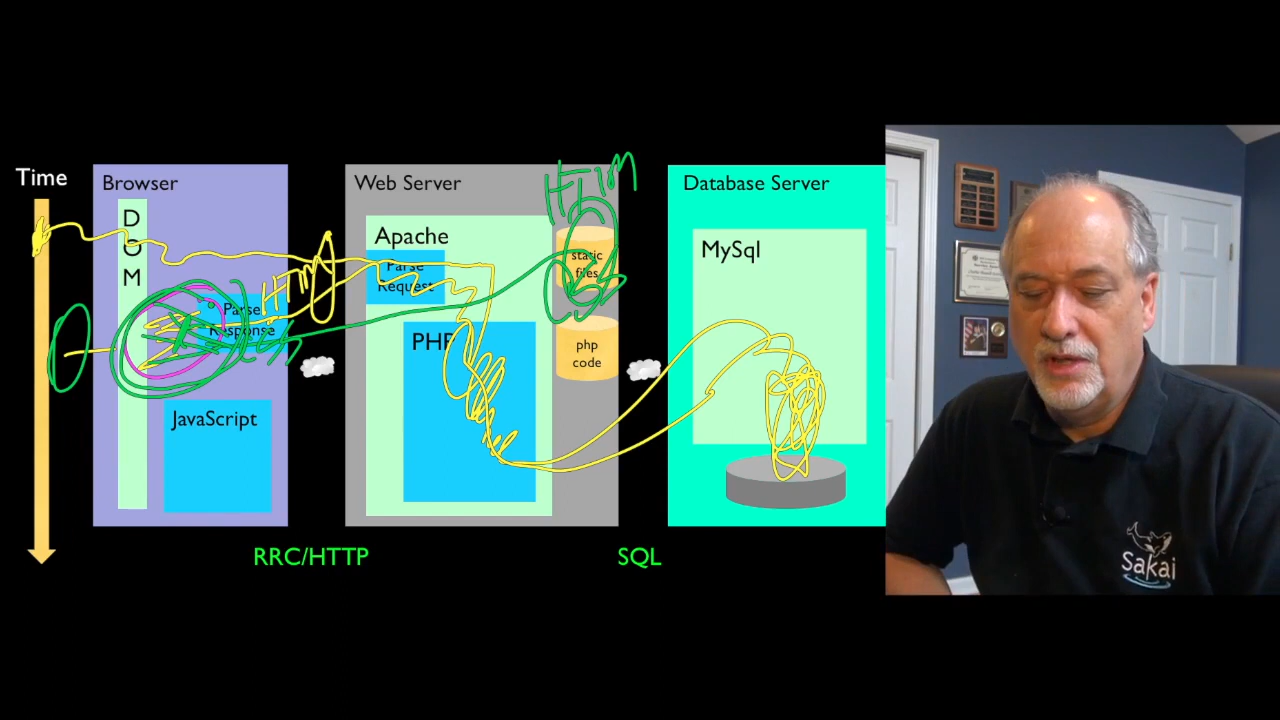 Time
Browser
D
O
M
Parse
Response
JavaScript
Web Server
Apache
Parse
Request
PHP
HTM
static
files
php
code
Database Server
MySql
RRC/HTTP
SQL
Sakai